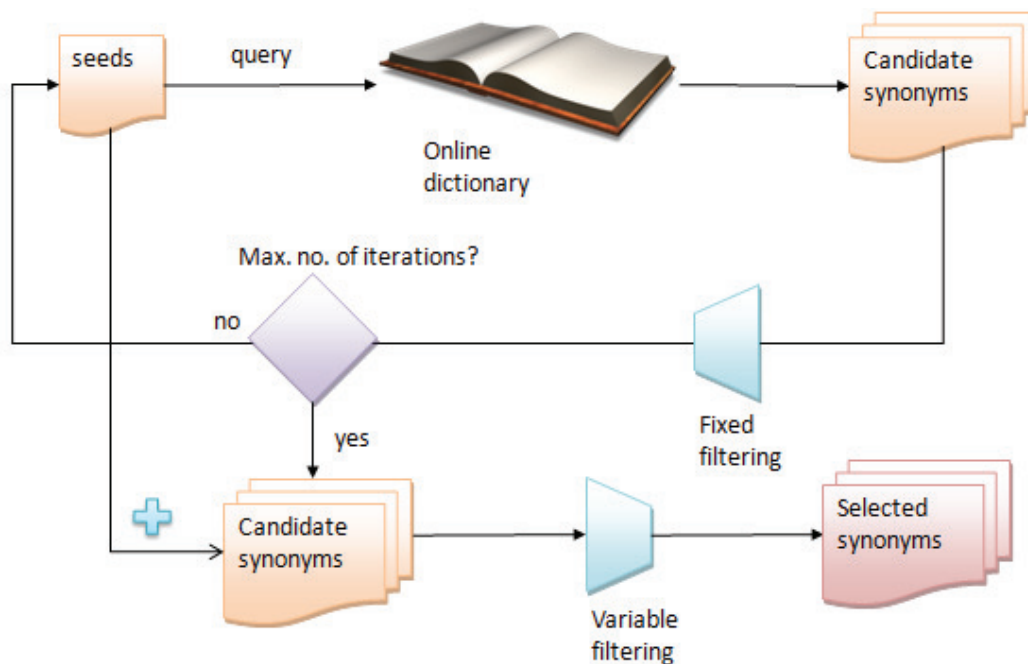 seeds
query
Candidate
synonyms
Online
dictionary
Max. no. of iterations?
no
Fixed
filtering
yes
Candidate
synonyms
Selected
synonyms
Variable
filtering